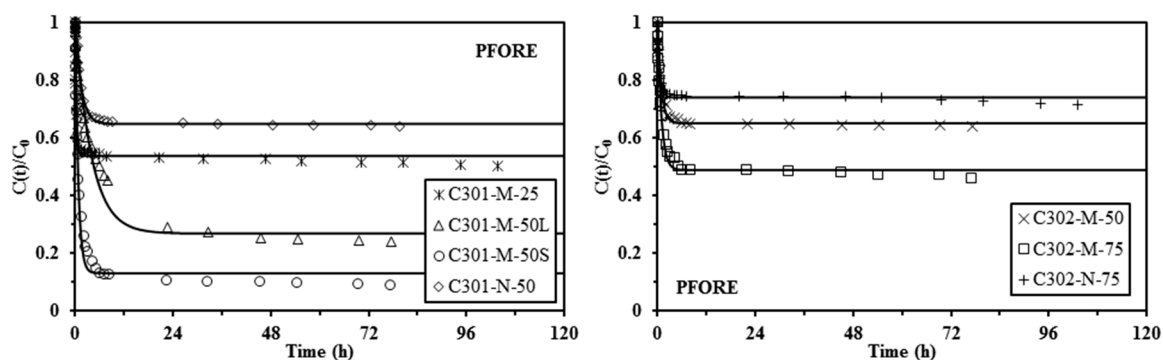 1
0.8
0.6
0.4
0.2
0
C(t)/C0
PFORE
C301-M-25
C301-M-50L
C301-M-50S
C301-N-50
0 24 48 72 96 120
Time (h)
1
0.8
0.6
0.4
0.2
0
C(t)/C0
C302-M-50
C302-M-75
C302-N-75
PFORE
0 24 48 72 96 120
Time (h)